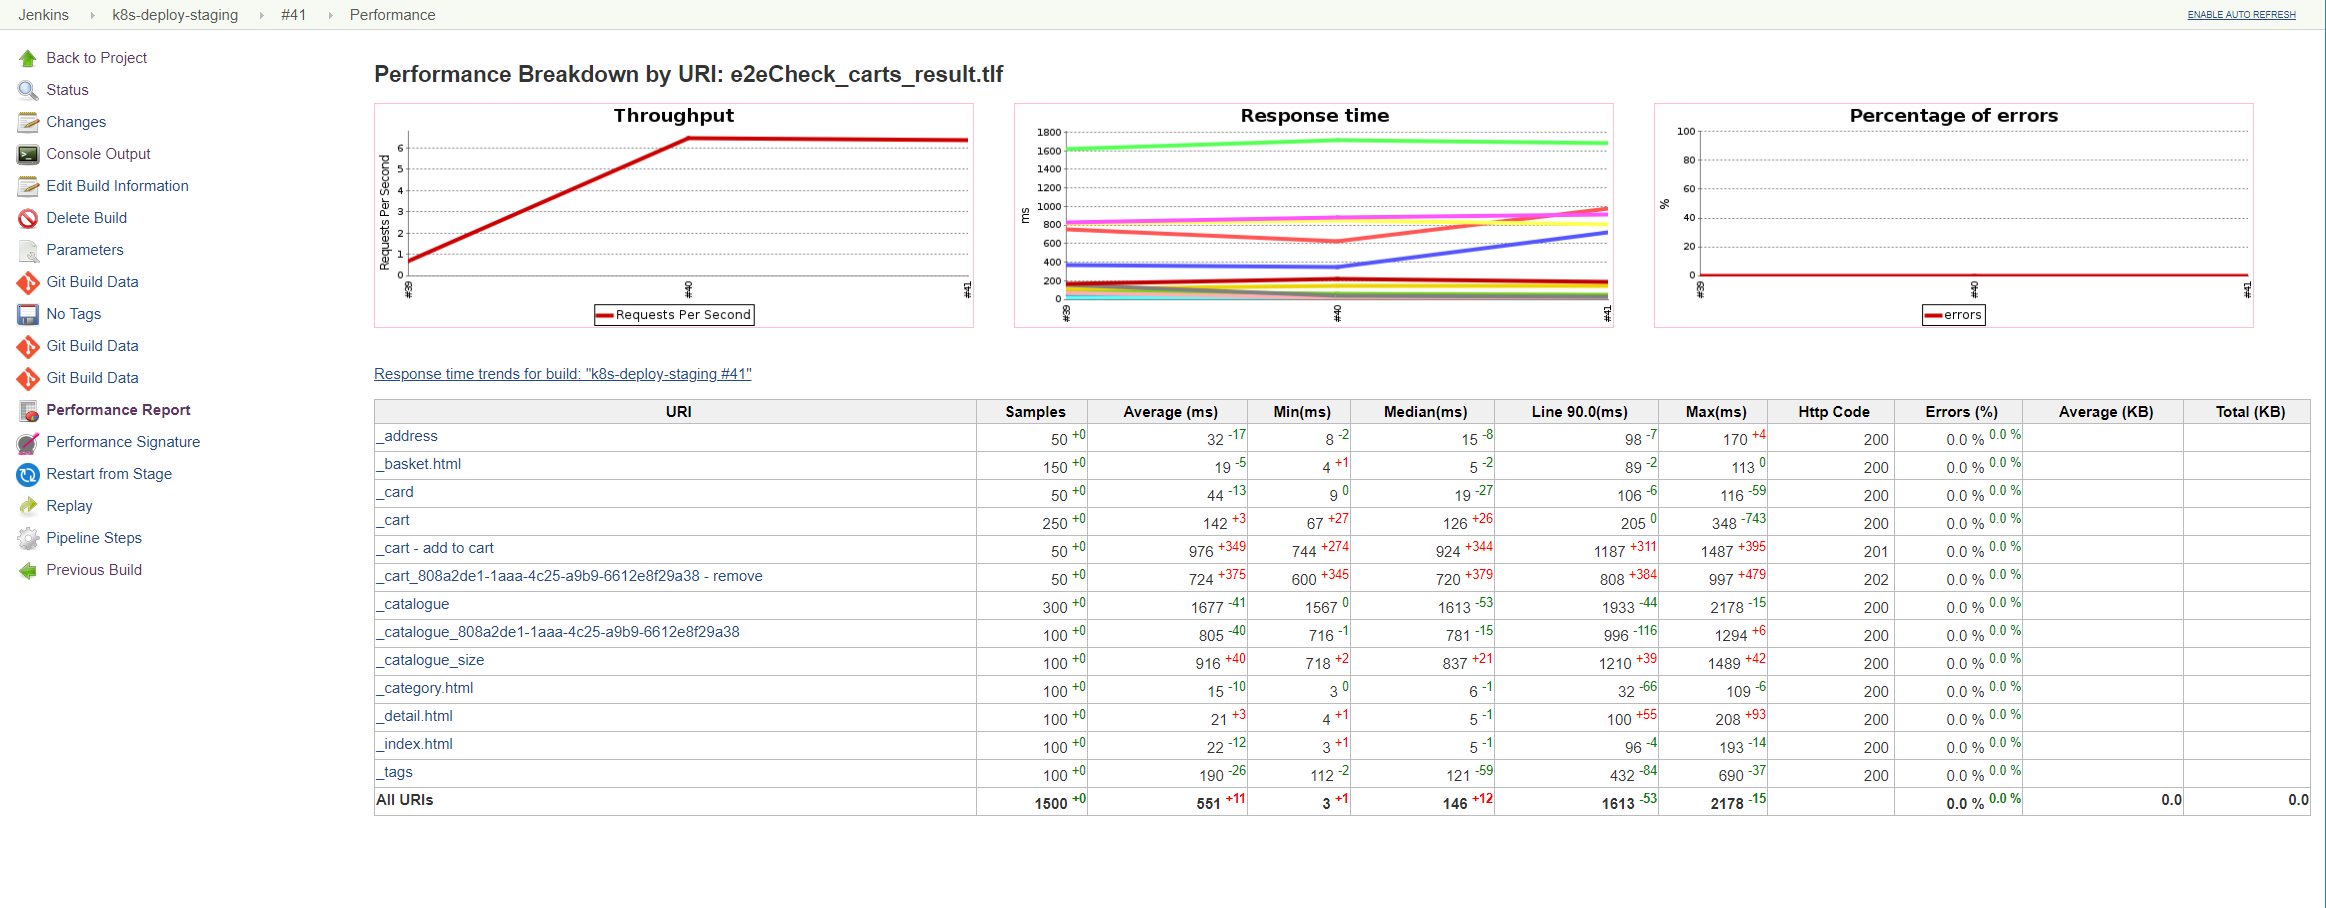 Jenkins k8s-deploy-staging #41 Performance ENABLE AUTO REFRESH
Back to Project
Status
Changes
Console Output
Edit Build Information
Delete Build
Parameters
Git Build Data
No Tags
Git Build Data
Git Build Data
Performance Report
Performance Signature
Restart from Stage
Replay
Pipeline Steps
Previous Build
Performance Breakdown by URI: e2eCheck_carts_result.tlf
Throughput
Requests Per Second
6
5
4
3
2
1
0
#39 #40 #41
Requests Per Second
Response time
ms
1800
1600
1400
1200
1000
800
600
400
200
0
#39 #40 #41
Percentage of errors
%
100
80
60
40
20
0
#39 #40 #41
errors
Response time trends for build: "k8s-deploy-staging #41"
URI Samples Average (ms) Min(ms) Median(ms) Line 90.0(ms) Max(ms) Http Code Errors (%) Average (KB) Total (KB)
_address 50 +0 32 -17 8 -2 15 -8 98 -7 170 +4 200 0.0 % 0.0 %
_basket.html 150 +0 19 -5 4 +1 5 -2 89 -2 113 0 200 0.0 % 0.0 %
_card 50 +0 44 -13 9 0 19 -27 106 -6 116 -59 200 0.0 % 0.0 %
_cart 250 +0 142 +3 67 +27 126 +26 205 0 348 -743 200 0.0 % 0.0 %
_cart - add to cart 50 +0 976 +349 744 +274 924 +344 1187 +311 1487 +395 201 0.0 % 0.0 %
_cart_808a2de1-1aaa-4c25-a9b9-6612e8f29a38 - remove 50 +0 724 +375 600 +345 720 +379 808 +384 997 +479 202 0.0 % 0.0 %
_catalogue 300 +0 1677 -41 1567 0 1613 -53 1933 -44 2178 -15 200 0.0 % 0.0 %
_catalogue_808a2de1-1aaa-4c25-a9b9-6612e8f29a38 100 +0 805 -40 716 -1 781 -15 996 -116 1294 +6 200 0.0 % 0.0 %
_catalogue_size 100 +0 916 +40 718 +2 837 +21 1210 +39 1489 +42 200 0.0 % 0.0 %
_category.html 100 +0 15 -10 3 0 6 -1 32 -66 109 -6 200 0.0 % 0.0 %
_detail.html 100 +0 21 +3 4 +1 5 -1 100 +55 208 +93 200 0.0 % 0.0 %
_index.html 100 +0 22 -12 3 +1 5 -1 96 -4 193 -14 200 0.0 % 0.0 %
_tags 100 +0 190 -26 112 -2 121 -59 432 -84 690 -37 200 0.0 % 0.0 %
All URIs 1500 +0 551 +11 3 +1 146 +12 1613 -53 2178 -15 0.0 % 0.0 % 0.0 0.0